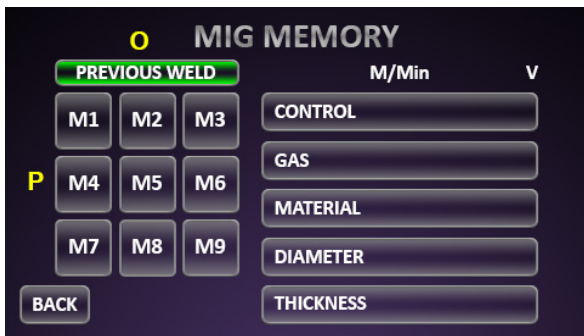 O MIG MEMORY
PREVIOUS WELD M/Min V
M1 M2 M3 CONTROL
GAS
P M4 M5 M6
MATERIAL
M7 M8 M9 DIAMETER
BACK THICKNESS